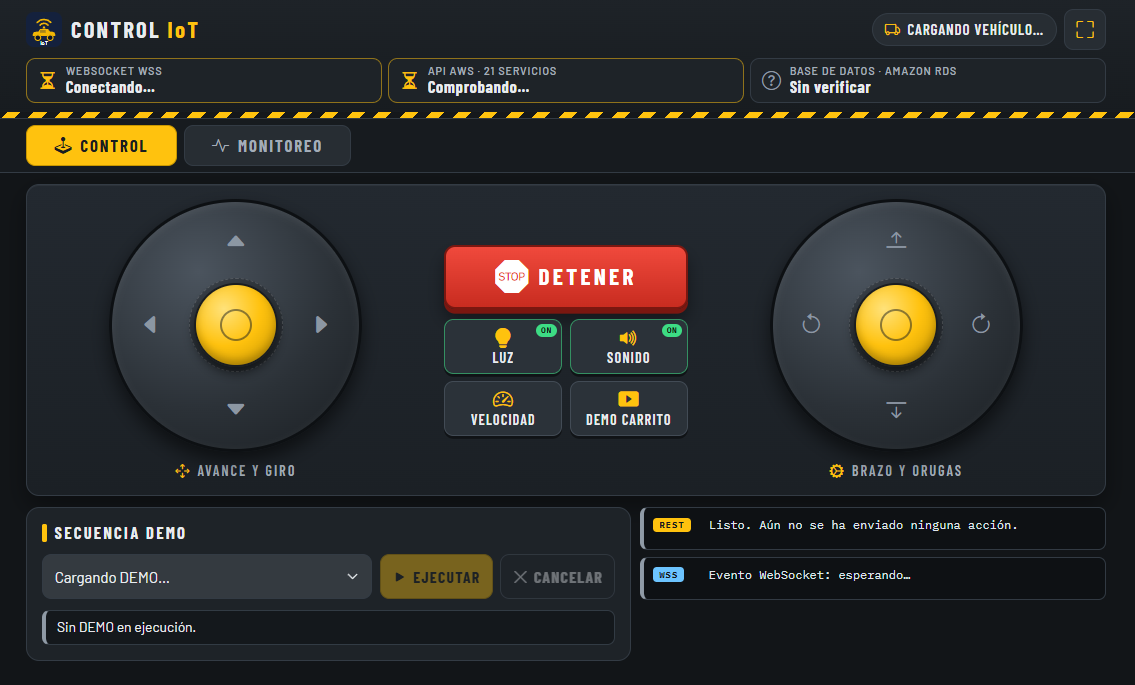 CONTROL IoT
CARGANDO VEHÍCULO...
WEBSOCKET WSS
Conectando...
API AWS · 21 SERVICIOS
Comprobando...
BASE DE DATOS · AMAZON RDS
Sin verificar
CONTROL
MONITOREO
STOP DETENER
ON
LUZ
ON
SONIDO
VELOCIDAD
DEMO CARRITO
AVANCE Y GIRO
BRAZO Y ORUGAS
SECUENCIA DEMO
Cargando DEMO...
EJECUTAR
CANCELAR
Sin DEMO en ejecución.
REST Listo. Aún no se ha enviado ninguna acción.
WSS Evento WebSocket: esperando…